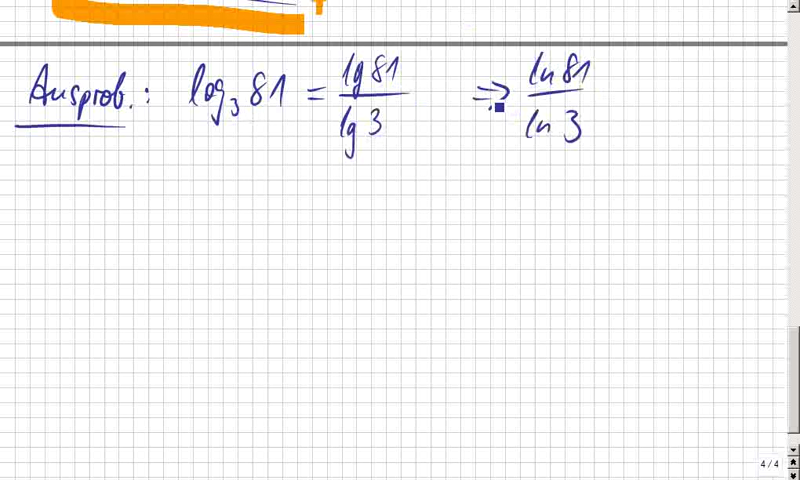 Ausprob.: log₃ 81 = lg 81 / lg 3 => ln 81 / ln 3
4 / 4